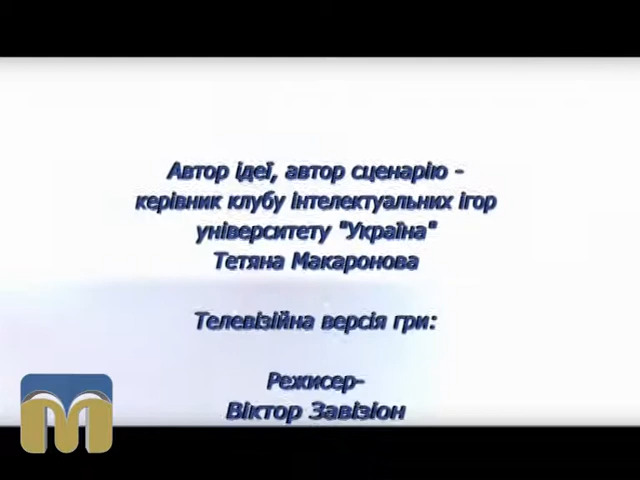 Автор ідеї, автор сценарію -
керівник клубу інтелектуальних ігор
університету "Україна"
Тетяна Макаронова
Телевізійна версія гри:
Режисер-
Віктор Завізіон
М